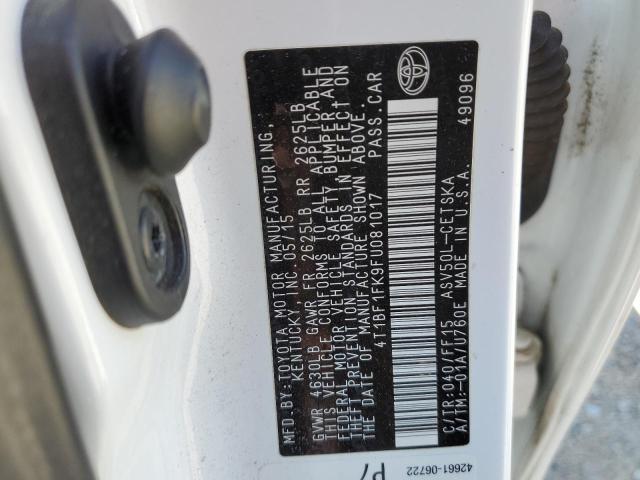 MFD.BY:TOYOTA MOTOR MANUFACTURING,
KENTUCKY, INC. 05/15
GVWR 4630LB GAWR FR 2625LB RR 2625LB
THIS VEHICLE CONFORMS TO ALL APPLICABLE
FEDERAL MOTOR VEHICLE SAFETY, BUMPER AND
THEFT PREVENTION STANDARDS IN EFFECT ON
THE DATE OF MANUFACTURE SHOWN ABOVE.
4T1BF1FK9FU081017 PASS. CAR
C/TR:040/FF15 ASV50L-CETSKA
A/TM:-01A/U760E MADE IN U.S.A. 49096
42661-06722